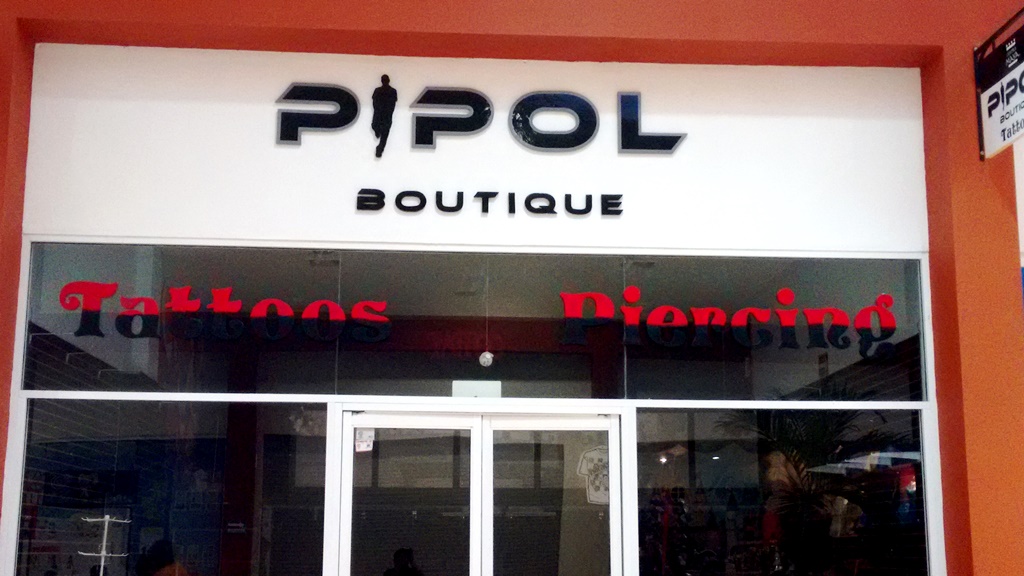 PIPOL
BOUTIQUE
Tattoos Piercing